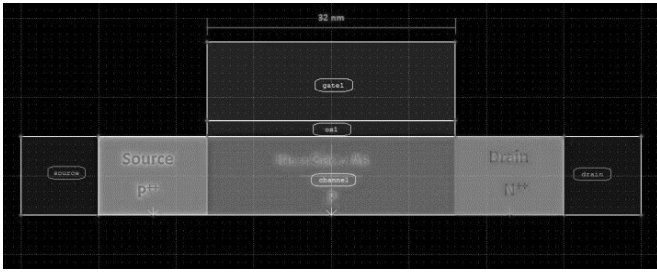 32 nm
gate1
ox1
Source
Drain
source
channel
drain
P++
P
N++